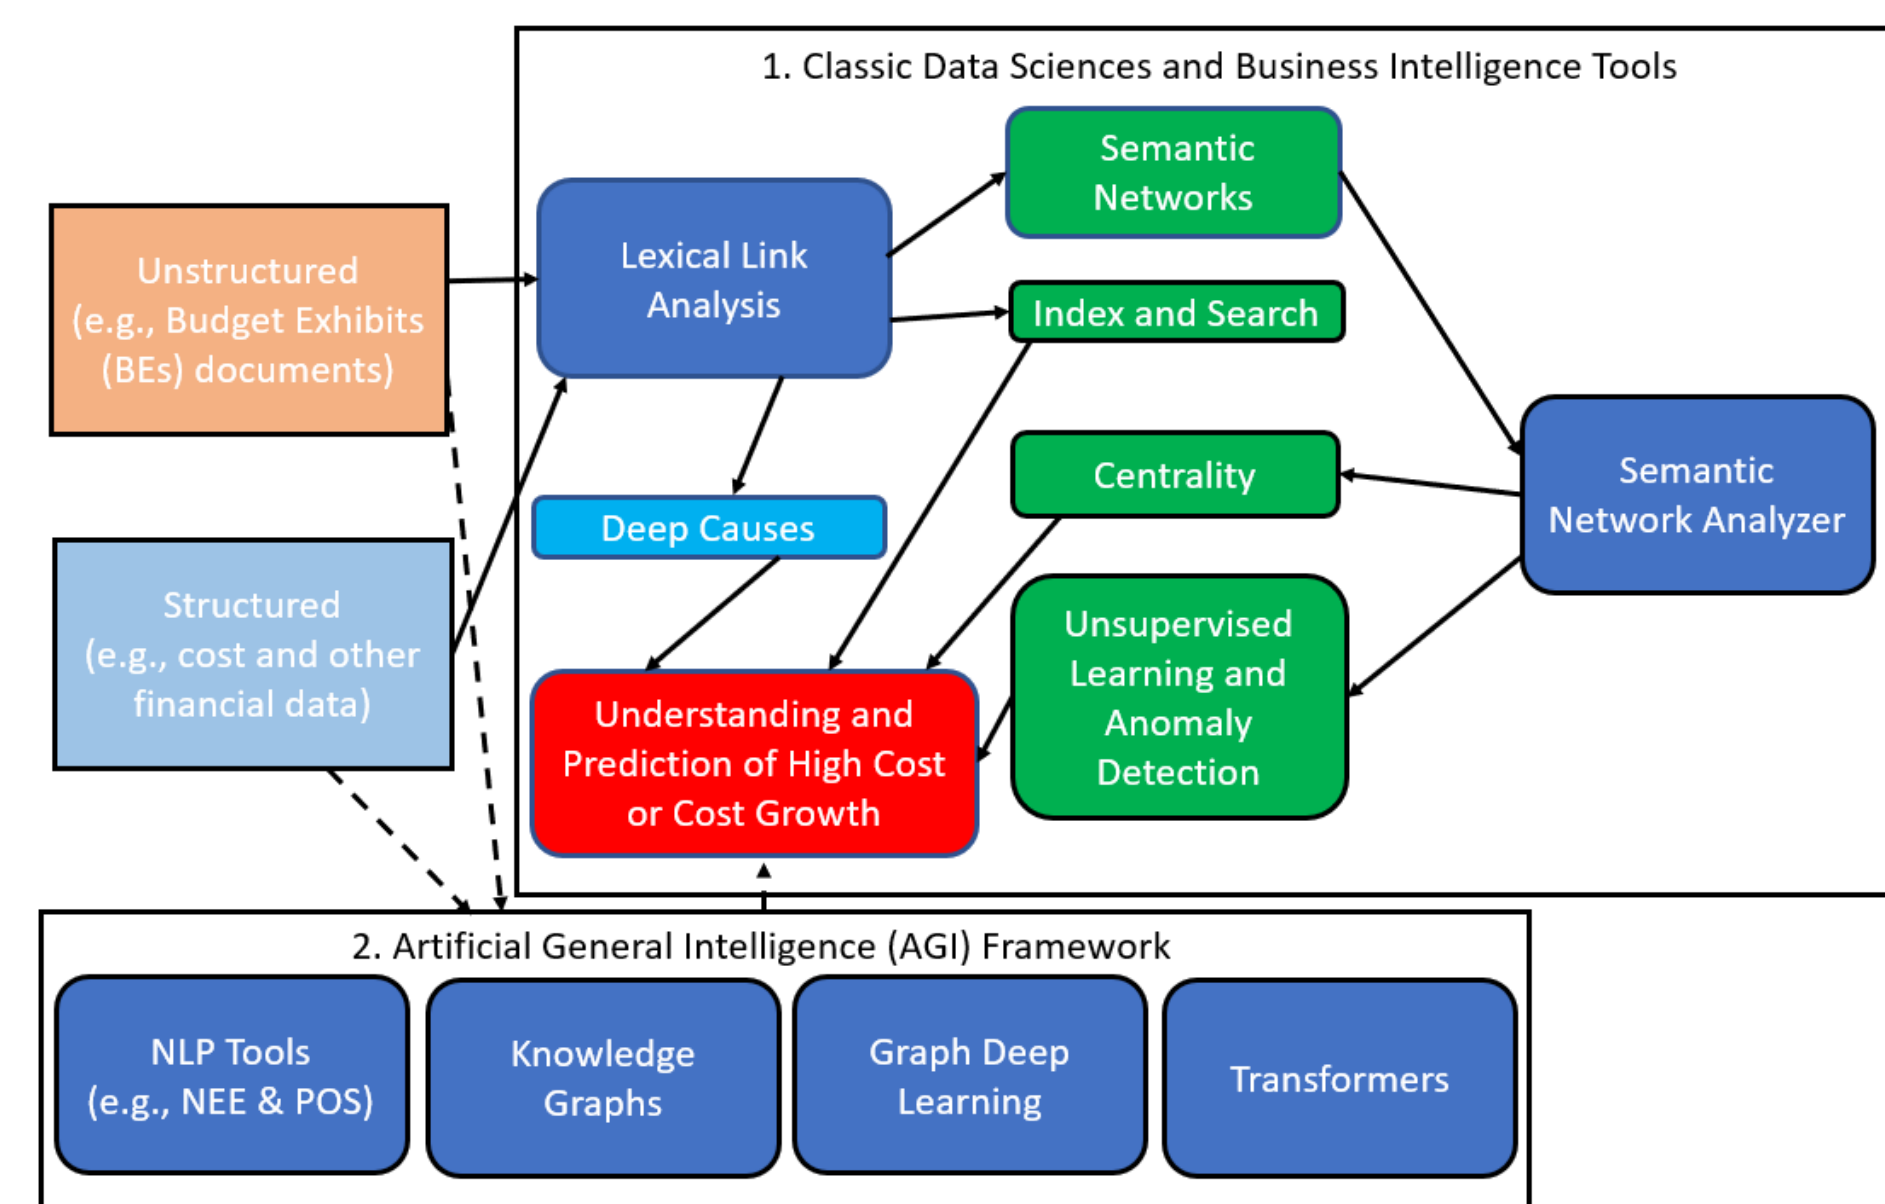 1. Classic Data Sciences and Business Intelligence Tools
Semantic
Networks
Lexical Link
Analysis
Unstructured
(e.g., Budget Exhibits
(BEs) documents)
Index and Search
Centrality
Semantic
Network Analyzer
Deep Causes
Structured
(e.g., cost and other
financial data)
Unsupervised
Learning and
Anomaly
Detection
Understanding and
Prediction of High Cost
or Cost Growth
2. Artificial General Intelligence (AGI) Framework
NLP Tools
(e.g., NEE & POS)
Knowledge
Graphs
Graph Deep
Learning
Transformers